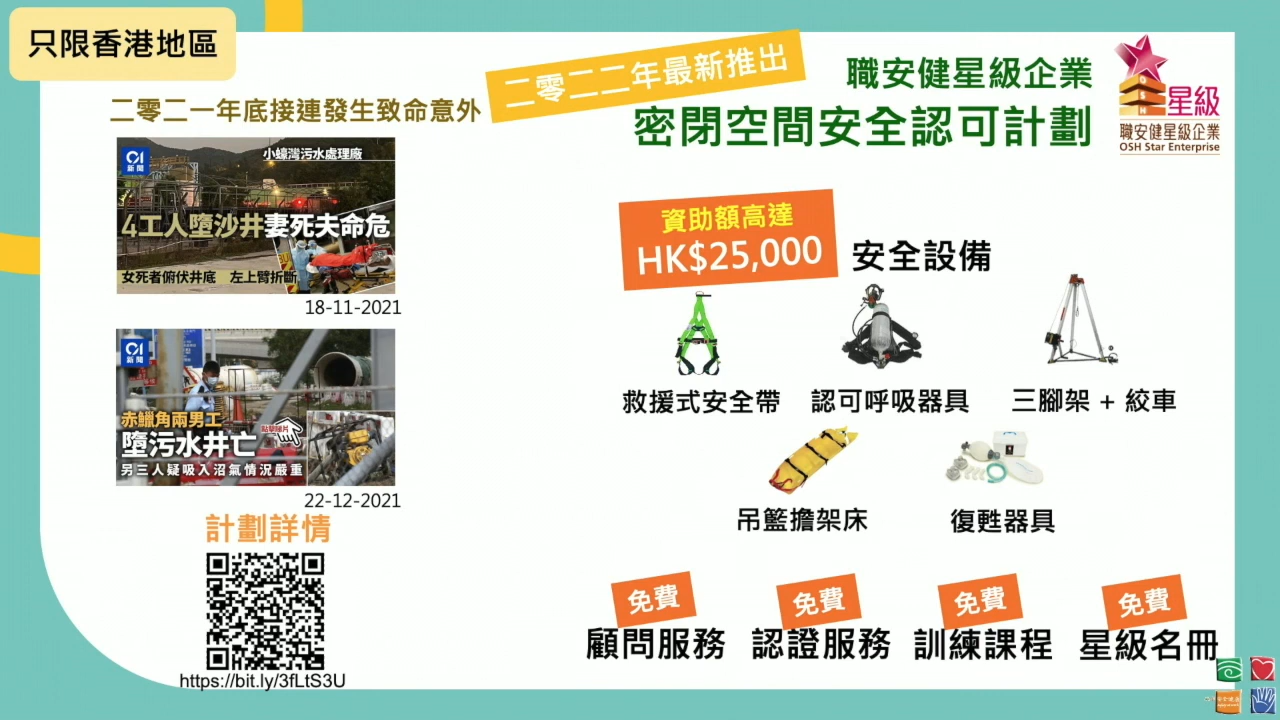 只限香港地區
二零二一年底接連發生致命意外
二零二二年最新推出
職安健星級企業
密閉空間安全認可計劃
星級
職安健星級企業
OSH Star Enterprise
01
新聞
小蠔灣污水處理廠
4工人墮沙井妻死夫命危
女死者俯伏井底 左上臂折斷
18-11-2021
01
新聞
赤鱲角兩男工
墮污水井亡
點擊睇片
另三人疑吸入沼氣情況嚴重
22-12-2021
計劃詳情
https://bit.ly/3fLtS3U
資助額高達
HK$25,000
安全設備
救援式安全帶
認可呼吸器具
三腳架 + 絞車
吊籃擔架床
復甦器具
免費
顧問服務
免費
認證服務
免費
訓練課程
免費
星級名冊